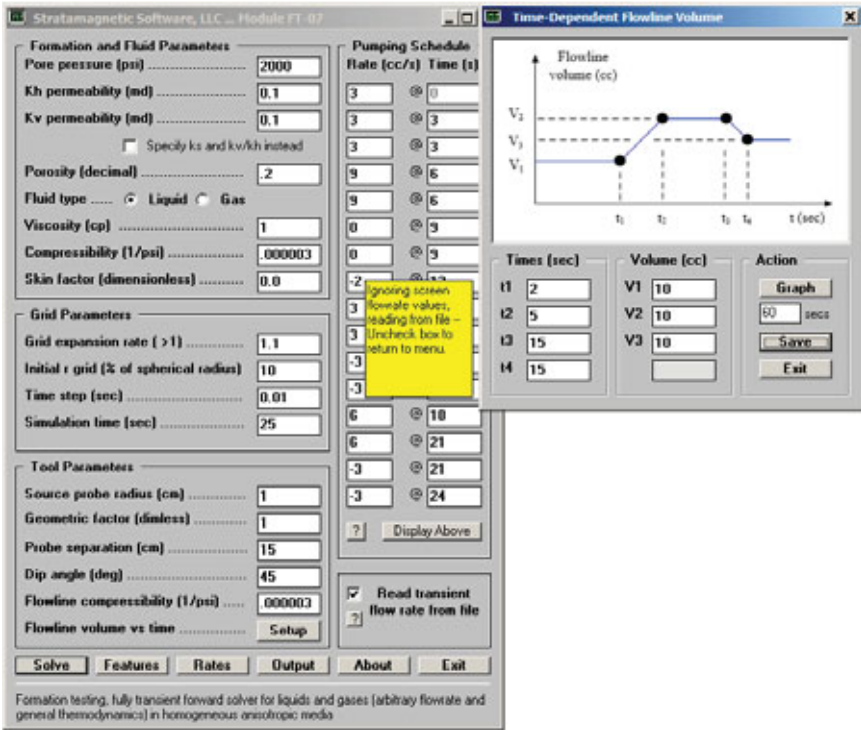 Stratamagnetic Software, LLC ... Module FT-07
Formation and Fluid Parameters
Pore pressure (psi) 2000
Kh permeability (md) 0.1
Kv permeability (md) 0.1
Specify ks and kv/kh instead
Porosity (decimal) .2
Fluid type ..... Liquid Gas
Viscosity (cp) 1
Compressibility (1/psi) .000003
Skin factor (dimensionless) 0.0
Grid Parameters
Grid expansion rate ( >1) 1.1
Initial r grid (% of spherical radius) 10
Time step (sec) 0.01
Simulation time (sec) 25
Tool Parameters
Source probe radius (cm) 1
Geometric factor (dimless) 1
Probe separation (cm) 15
Dip angle (deg) 45
Flowline compressibility (1/psi) .000003
Flowline volume vs time Setup
Pumping Schedule
Rate (cc/s) Time (s)
3 @ 0
3 @ 3
3 @ 3
9 @ 6
9 @ 6
0 @ 9
0 @ 9
-2
3
3
-3
-3
6 @ 18
6 @ 21
-3 @ 21
-3 @ 24
Ignoring screen
flowrate values,
reading from file --
Uncheck box to
return to menu.
? Display Above
Read transient
flow rate from file
?
Solve Features Rates Output About Exit
Formation testing, fully transient forward solver for liquids and gases (arbitrary flowrate and
general thermodynamics) in homogeneous anisotropic media
Time-Dependent Flowline Volume
Flowline
volume (cc)
V1
t1 t2 t3 t4 t (sec)
Times (sec)
t1 2
t2 5
t3 15
t4 15
Volume (cc)
V1 10
V2 10
V3 10
Action
Graph
60 secs
Save
Exit